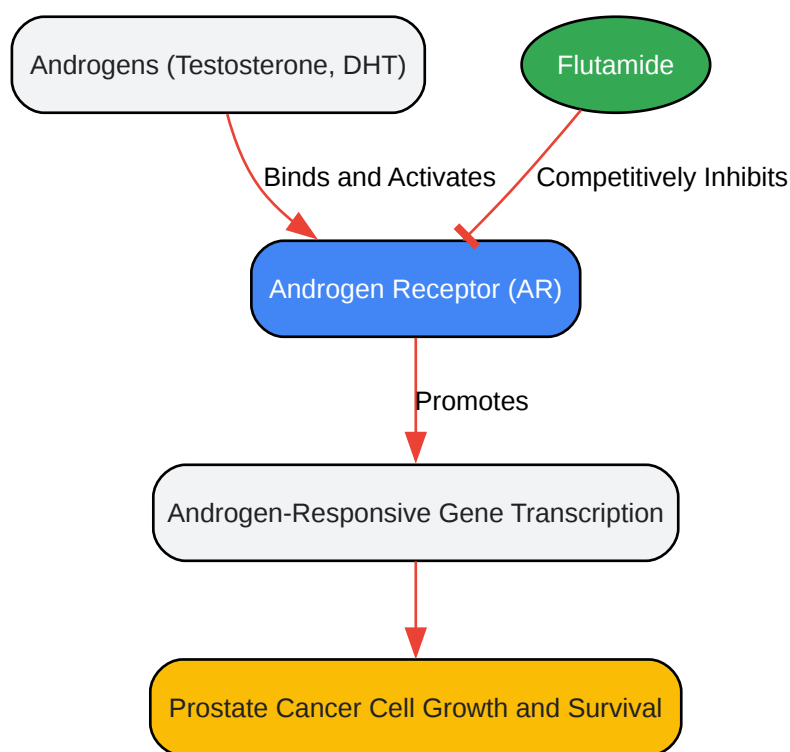 Androgens (Testosterone, DHT)
Flutamide
Binds and Activates
Competitively Inhibits
Androgen Receptor (AR)
Promotes
Androgen-Responsive Gene Transcription
Prostate Cancer Cell Growth and Survival